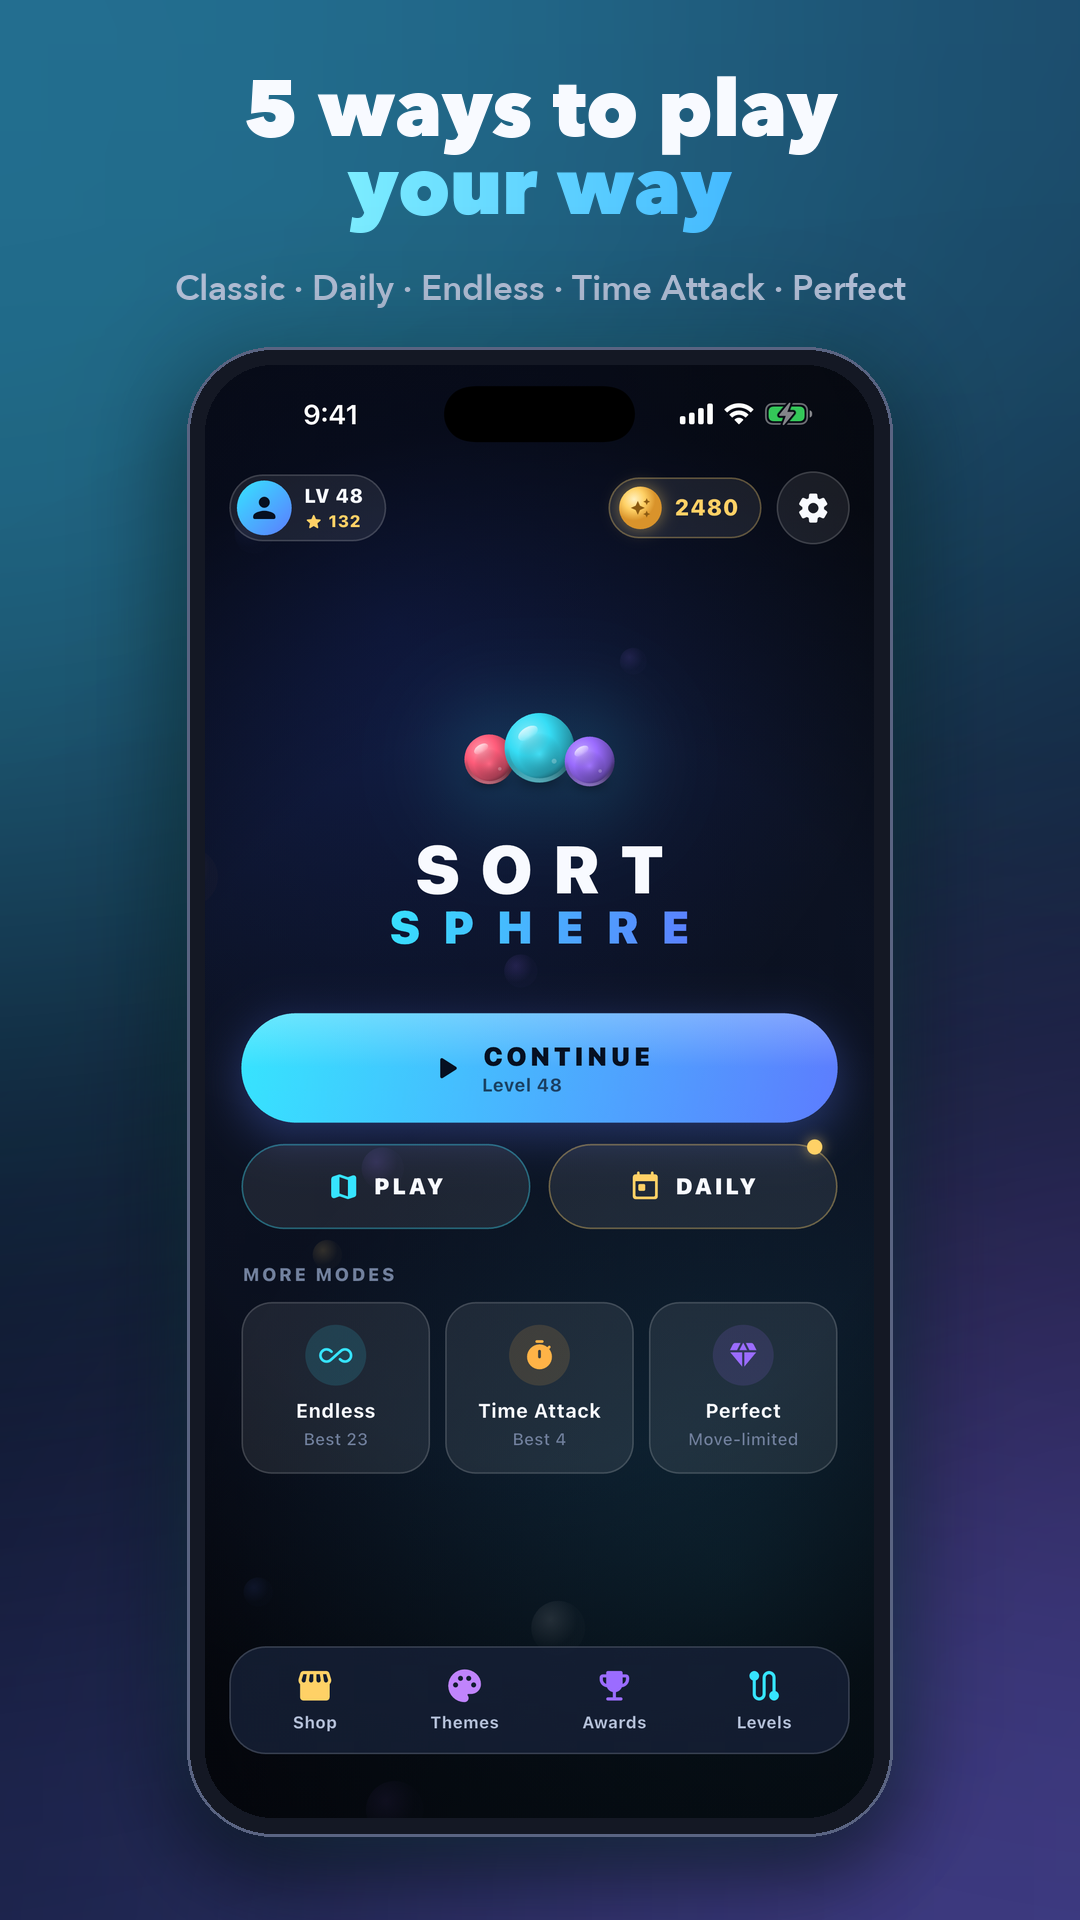 5 ways to play
your way
Classic · Daily · Endless · Time Attack · Perfect
9:41
LV 48
132
2480
SORT
SPHERE
CONTINUE
Level 48
PLAY
DAILY
MORE MODES
Endless
Best 23
Time Attack
Best 4
Perfect
Move-limited
Shop
Themes
Awards
Levels